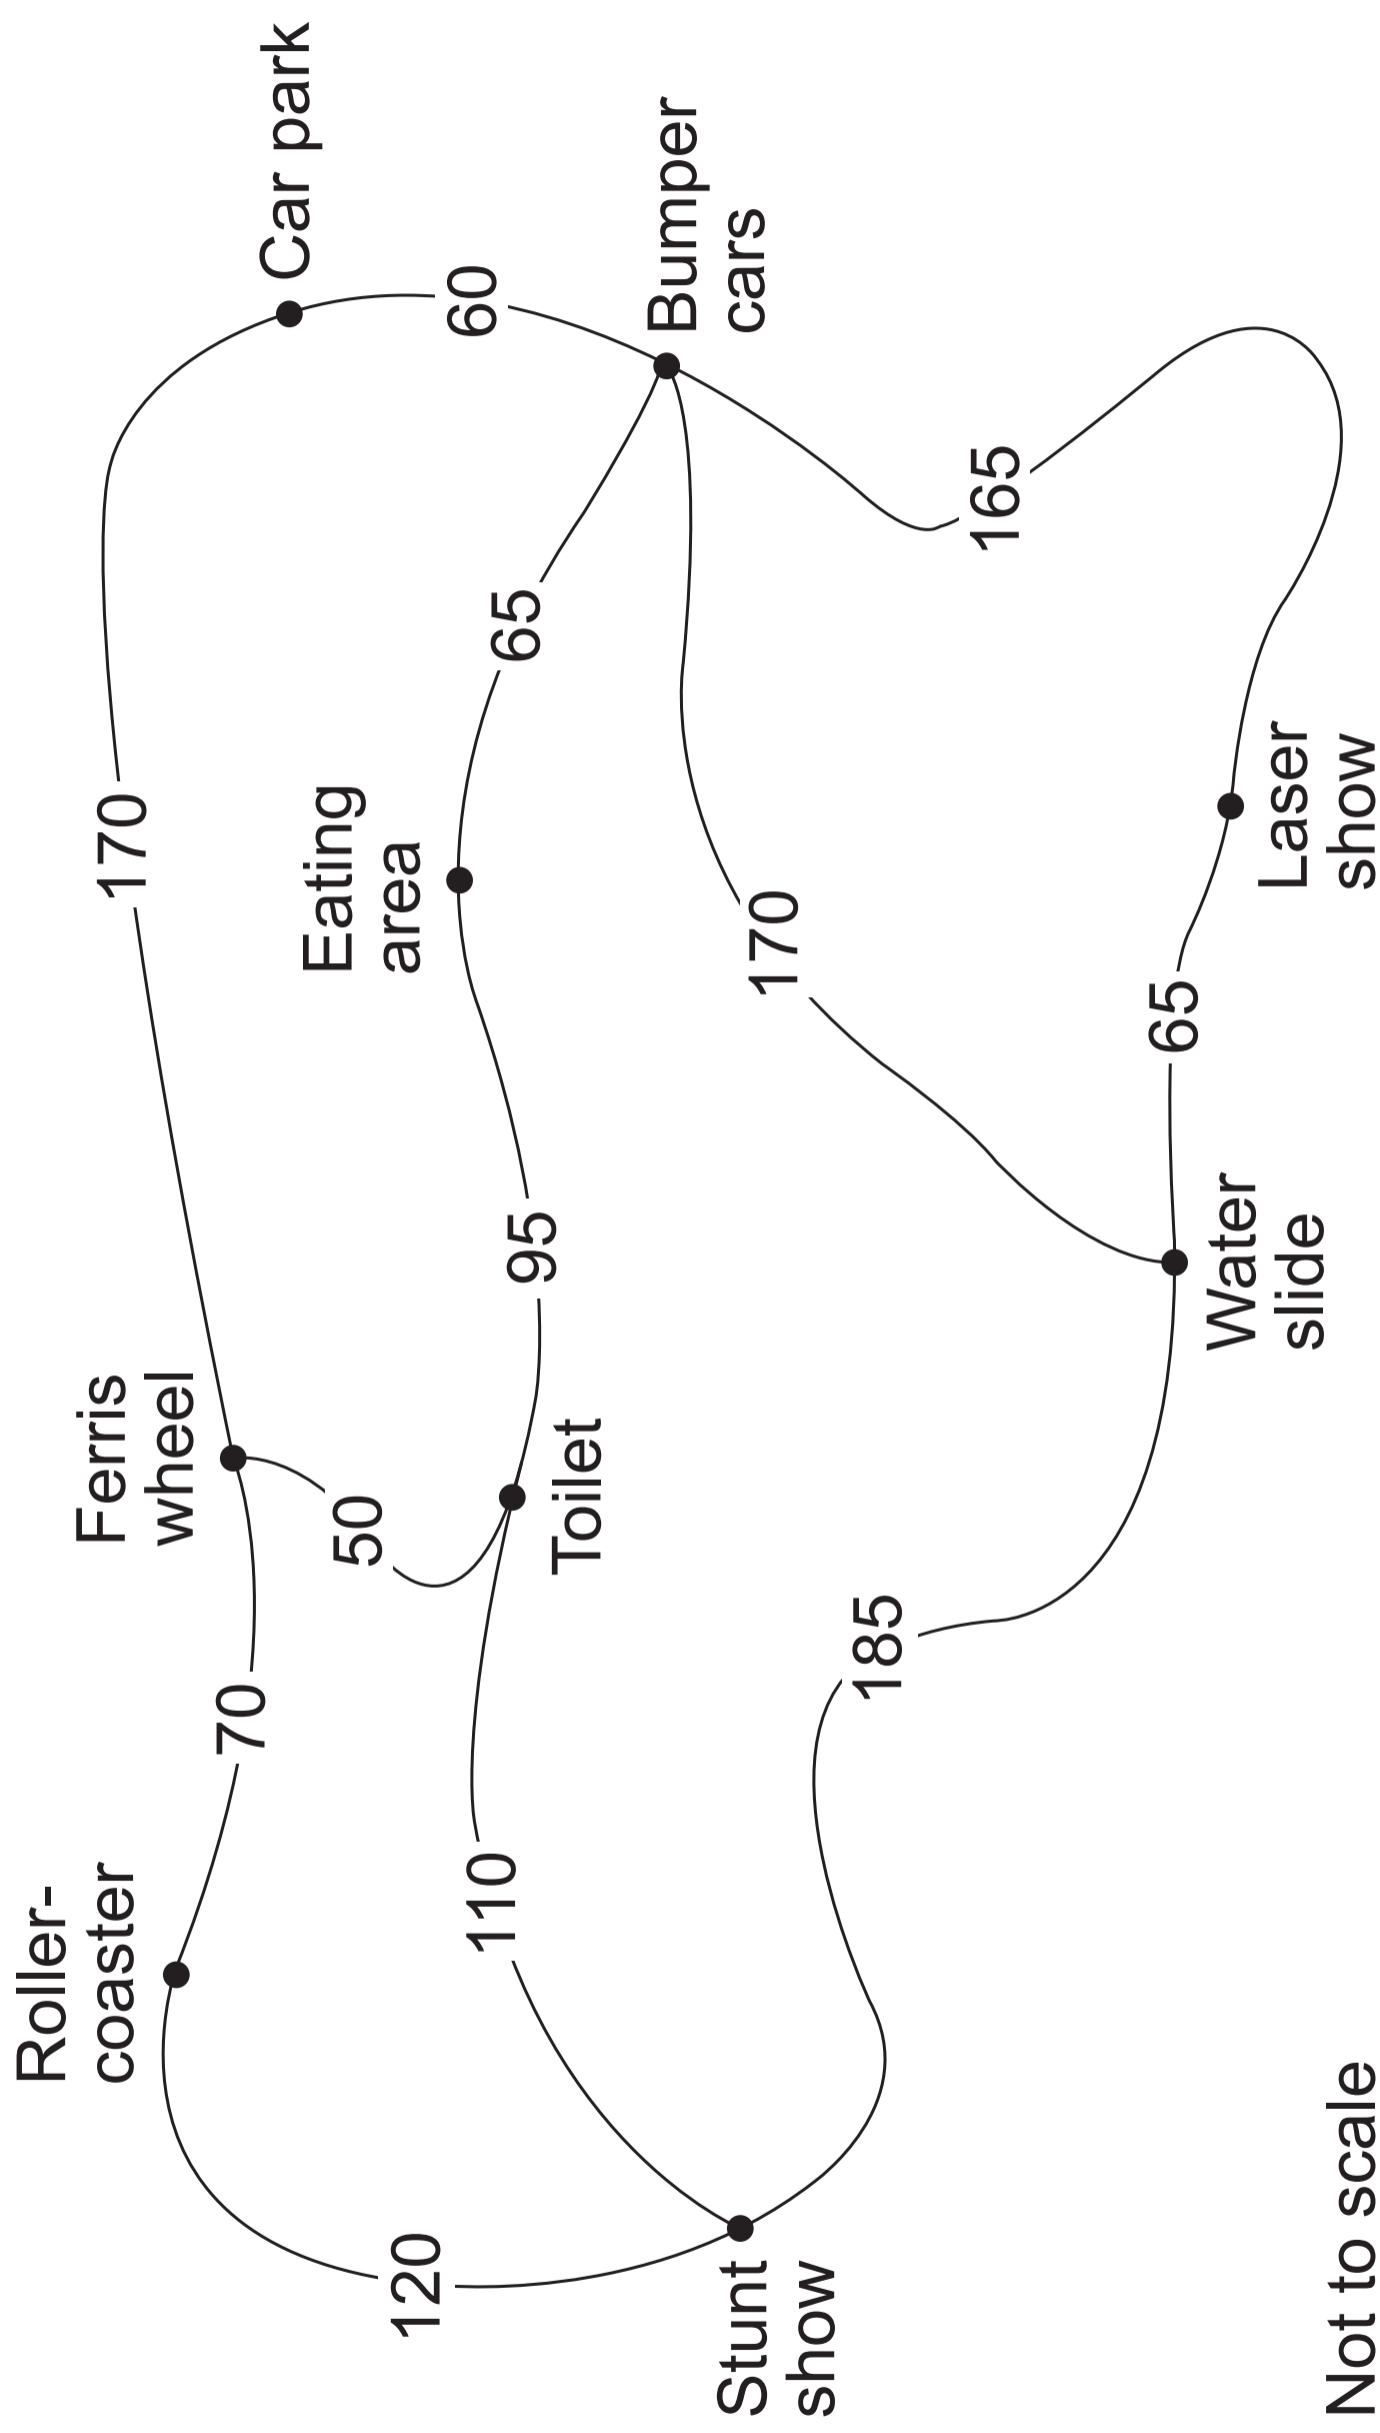 Roller-
coaster
Ferris
wheel
170
Car park
70
50
Eating
area
60
120
110
Toilet
95
65
Bumper
cars
Stunt
show
185
170
165
Water
slide
65
Laser
show
Not to scale